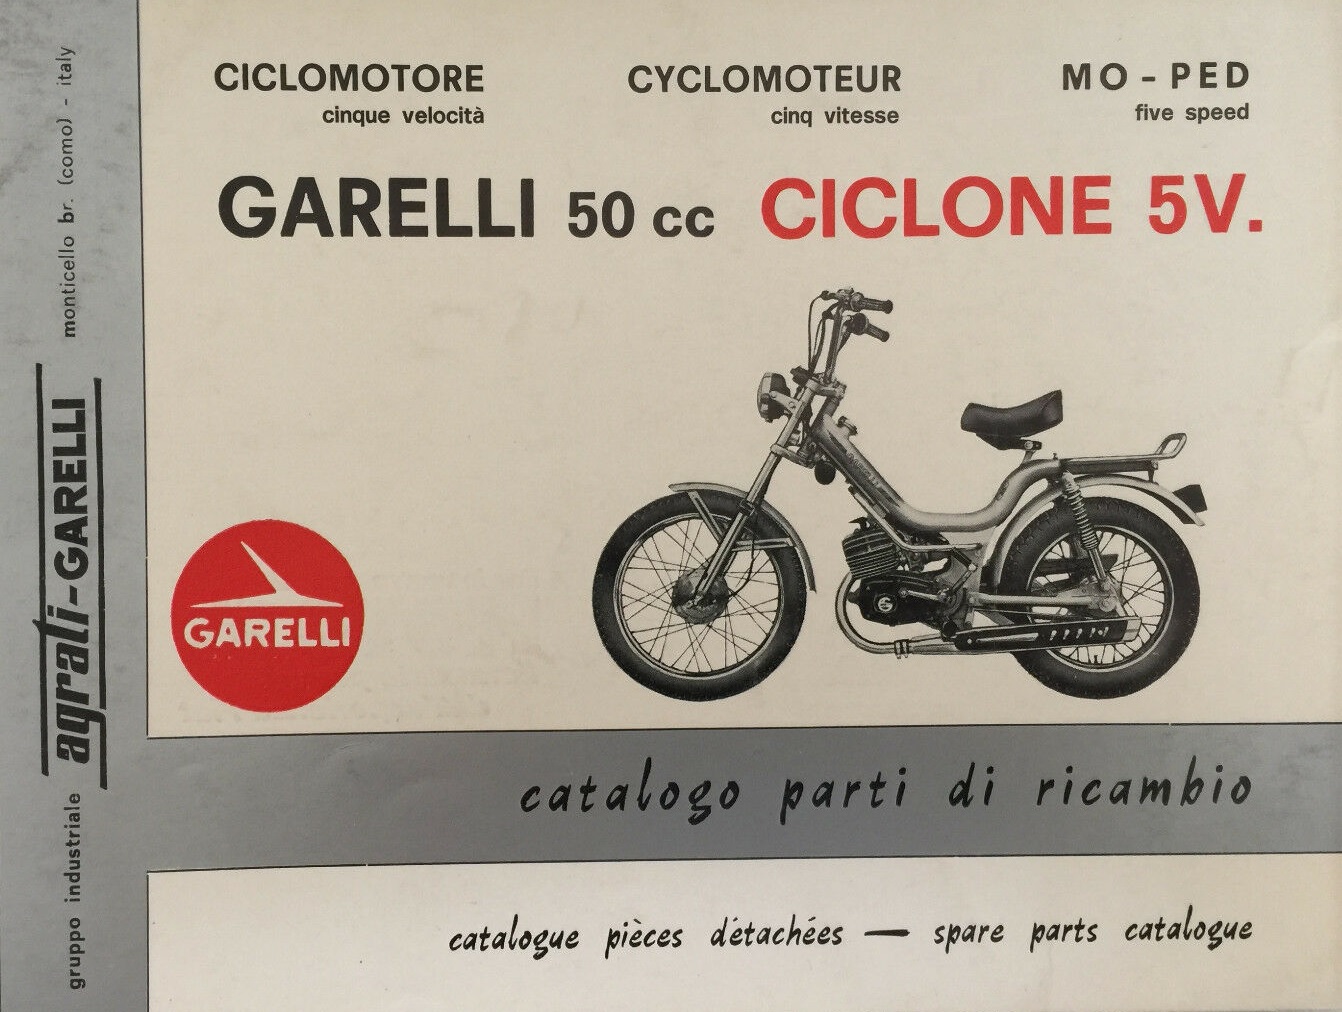 CICLOMOTORE
cinque velocità
CYCLOMOTEUR
cinq vitesse
MO - PED
five speed
GARELLI 50 cc CICLONE 5V.
GARELLI
catalogo parti di ricambio
catalogue pièces détachées — spare parts catalogue
gruppo industriale agrati-GARELLI monticello br. (como) - italy